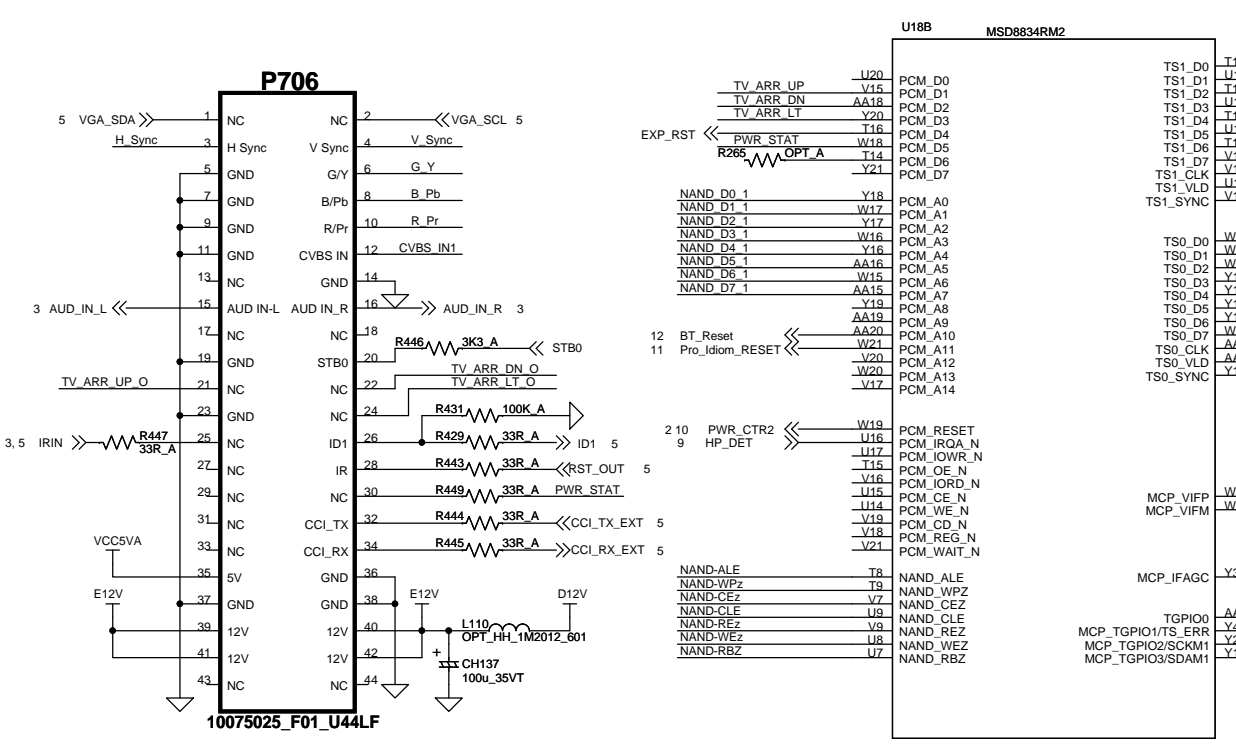 P706
5 VGA_SDA 1 NC NC 2 VGA_SCL 5
H_Sync 3 H Sync V Sync 4 V_Sync
5 GND G/Y 6 G_Y
7 GND B/Pb 8 B_Pb
9 GND R/Pr 10 R_Pr
11 GND CVBS IN 12 CVBS_IN1
13 NC GND 14
3 AUD_IN_L 15 AUD IN-L AUD IN_R 16 AUD_IN_R 3
17 NC NC 18
19 GND STB0 20 R446 3K3_A STB0
TV_ARR_UP_O 21 NC NC 22 TV_ARR_DN_O
23 GND NC 24 TV_ARR_LT_O
3, 5 IRIN R447 33R_A 25 NC ID1 26 R431 100K_A
R429 33R_A ID1 5
27 NC IR 28 R443 33R_A RST_OUT 5
29 NC NC 30 R449 33R_A PWR_STAT
31 NC CCI_TX 32 R444 33R_A CCI_TX_EXT 5
33 NC CCI_RX 34 R445 33R_A CCI_RX_EXT 5
VCC5VA 35 5V GND 36
37 GND GND 38
E12V 39 12V 12V 40 E12V L110 OPT_HH_1M2012_601 D12V
41 12V 12V 42 + CH137 100u_35VT
43 NC NC 44
10075025_F01_U44LF
U18B MSD8834RM2
U20 PCM_D0
TV_ARR_UP V15 PCM_D1
TV_ARR_DN AA18 PCM_D2
TV_ARR_LT Y20 PCM_D3
EXP_RST T16 PCM_D4
PWR_STAT W18 PCM_D5
R265 OPT_A T14 PCM_D6
Y21 PCM_D7
NAND_D0_1 Y18 PCM_A0
NAND_D1_1 W17 PCM_A1
NAND_D2_1 Y17 PCM_A2
NAND_D3_1 W16 PCM_A3
NAND_D4_1 Y16 PCM_A4
NAND_D5_1 AA16 PCM_A5
NAND_D6_1 W15 PCM_A6
NAND_D7_1 AA15 PCM_A7
Y19 PCM_A8
AA19 PCM_A9
12 BT_Reset AA20 PCM_A10
11 Pro_Idiom_RESET W21 PCM_A11
V20 PCM_A12
W20 PCM_A13
V17 PCM_A14
2 10 PWR_CTR2 W19 PCM_RESET
9 HP_DET U16 PCM_IRQA_N
U17 PCM_IOWR_N
T15 PCM_OE_N
V16 PCM_IORD_N
U15 PCM_CE_N
U14 PCM_WE_N
V19 PCM_CD_N
V18 PCM_REG_N
V21 PCM_WAIT_N
NAND-ALE T8 NAND_ALE
NAND-WPz T9 NAND_WPZ
NAND-CEz V7 NAND_CEZ
NAND-CLE U9 NAND_CLE
NAND-REz V9 NAND_REZ
NAND-WEz U8 NAND_WEZ
NAND-RBZ U7 NAND_RBZ
TS1_D0
TS1_D1
TS1_D2
TS1_D3
TS1_D4
TS1_D5
TS1_D6
TS1_D7
TS1_CLK
TS1_VLD
TS1_SYNC
TS0_D0
TS0_D1
TS0_D2
TS0_D3
TS0_D4
TS0_D5
TS0_D6
TS0_D7
TS0_CLK
TS0_VLD
TS0_SYNC
MCP_VIFP
MCP_VIFM
MCP_IFAGC
TGPIO0
MCP_TGPIO1/TS_ERR
MCP_TGPIO2/SCKM1
MCP_TGPIO3/SDAM1